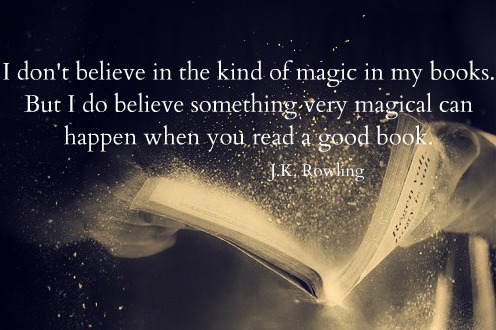 I don't believe in the kind of magic in my books.
But I do believe something very magical can
happen when you read a good book.
J.K. Rowling